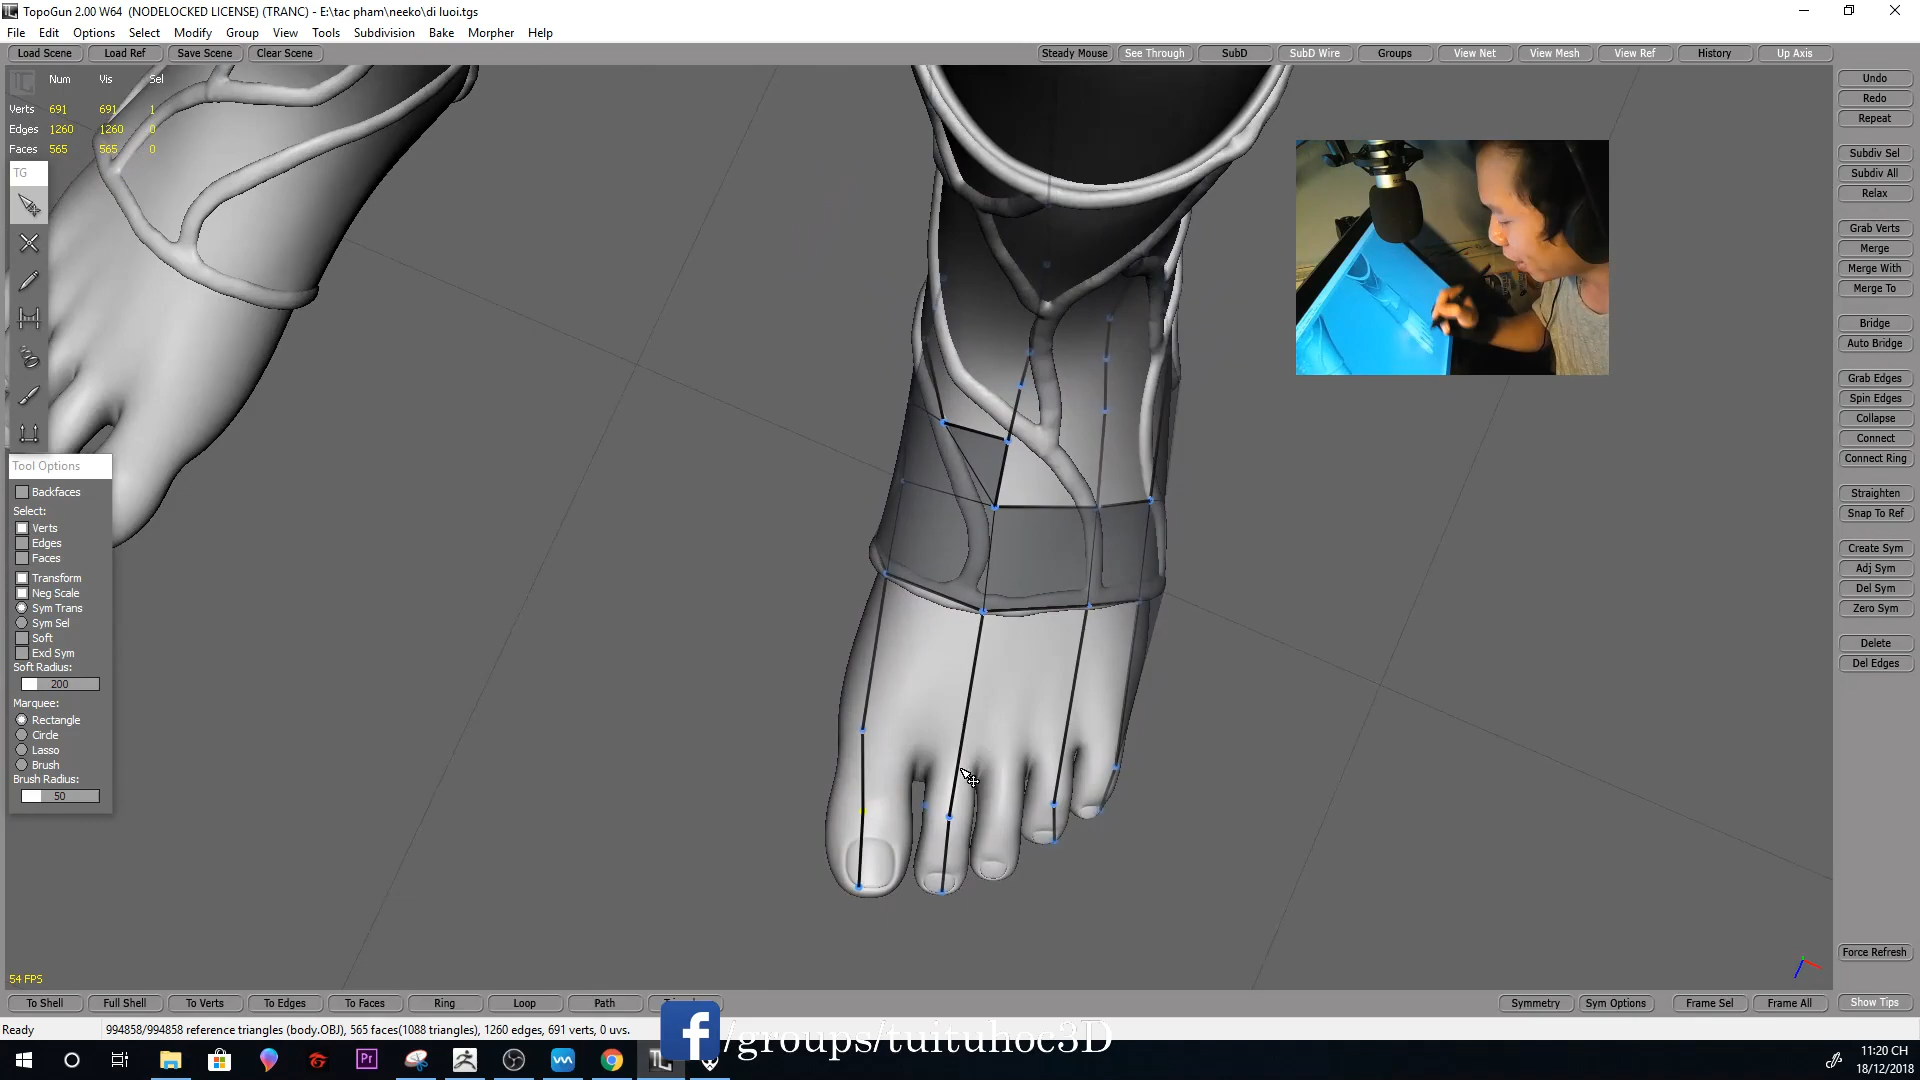 TopoGun 2.00 W64 (NODELOCKED LICENSE) (TRANC) - E:\tac pham\neeko\di luoi.tgs
File Edit Options Select Modify Group View Tools Subdivision Bake Morpher Help
Load Scene Load Ref Save Scene Clear Scene Steady Mouse See Through SubD SubD Wire Groups View Net View Mesh View Ref History Up Axis
Num Vis Sel
Verts 691 691 1
Edges 1260 1260 0
Faces 565 565 0
TG
Tool Options
Backfaces
Select:
Verts
Edges
Faces
Transform
Neg Scale
Sym Trans
Sym Sel
Soft
Excl Sym
Soft Radius:
200
Marquee:
Rectangle
Circle
Lasso
Brush
Brush Radius:
50
Undo
Redo
Repeat
Subdiv Sel
Subdiv All
Relax
Grab Verts
Merge
Merge With
Merge To
Bridge
Auto Bridge
Grab Edges
Spin Edges
Collapse
Connect
Connect Ring
Straighten
Snap To Ref
Create Sym
Adj Sym
Del Sym
Zero Sym
Delete
Del Edges
Force Refresh
Show Tips
54 FPS
To Shell Full Shell To Verts To Edges To Faces Ring Loop Path Symmetry Sym Options Frame Sel Frame All
Ready 994858/994858 reference triangles (body.OBJ), 565 faces(1088 triangles), 1260 edges, 691 verts, 0 uvs.
f /groups/tuituhoc3D
Pr
11:20 CH
18/12/2018